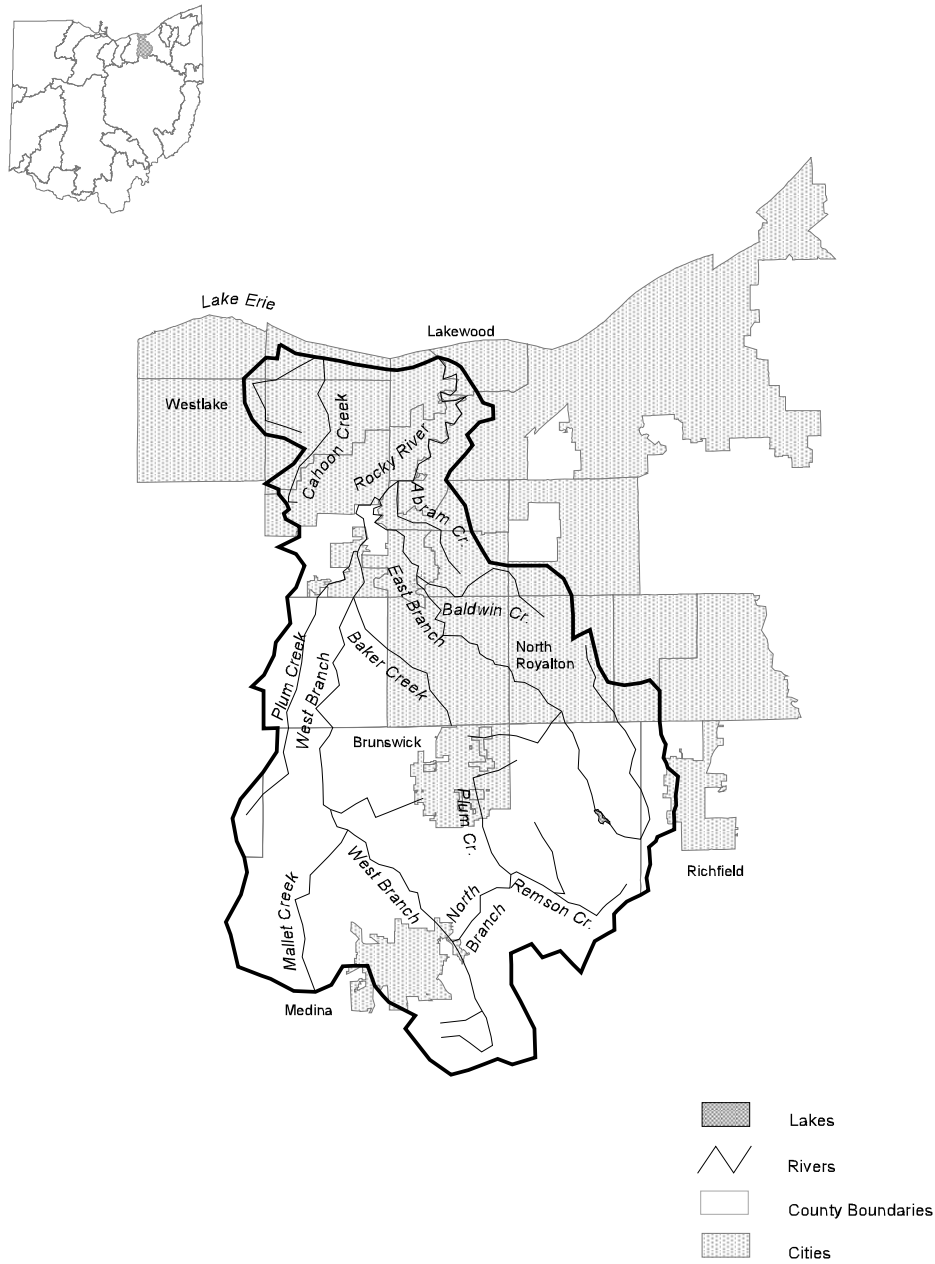 Lake Erie
Lakewood
Westlake
Cahoon Creek
Rocky River
Abram Cr.
East Branch
Baldwin Cr.
North
Royalton
Plum Creek
West Branch
Baker Creek
Brunswick
Plum Cr.
Richfield
West Branch
Mallet Creek
North
Branch
Remson Cr.
Medina
Lakes
Rivers
County Boundaries
Cities